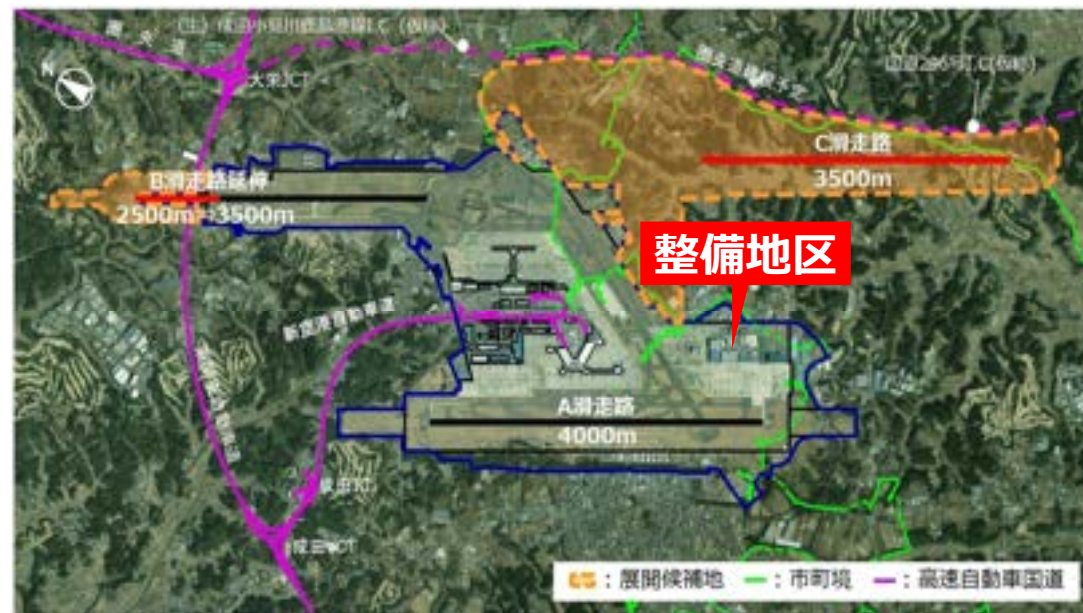 大栄JCT
B滑走路延伸
2500m→3500m
C滑走路
3500m
整備地区
新空港自動車道
A滑走路
4000m
成田JCT
：展開候補地
：市町境
：高速自動車国道